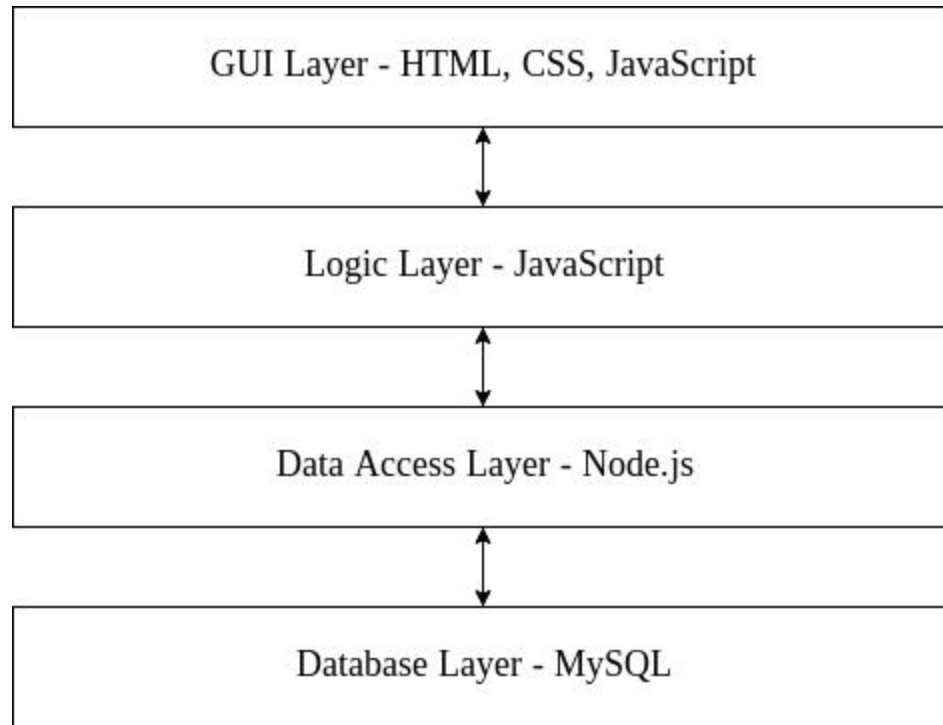 GUI Layer - HTML, CSS, JavaScript
Logic Layer - JavaScript
Data Access Layer - Node.js
Database Layer - MySQL